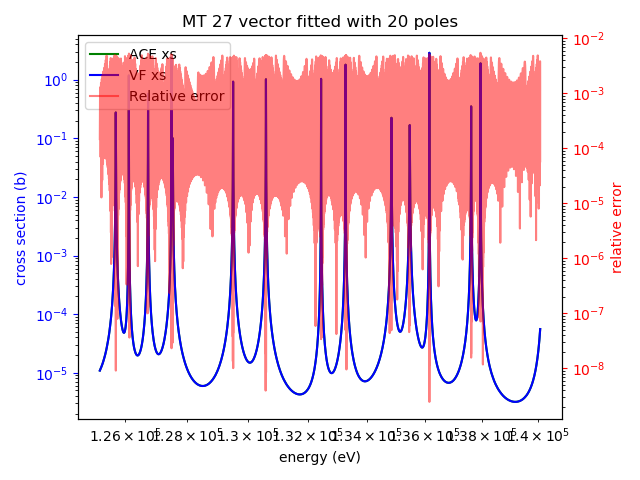 MT 27 vector fitted with 20 poles
ACE xs
VF xs
Relative error
cross section (b)
10⁰
10⁻¹
10⁻²
10⁻³
10⁻⁴
10⁻⁵
relative error
10⁻²
10⁻³
10⁻⁴
10⁻⁵
10⁻⁶
10⁻⁷
10⁻⁸
1.26 × 10⁵ 1.28 × 10⁵ 1.3 × 10⁵ 1.32 × 10⁵ 1.34 × 10⁵ 1.36 × 10⁵ 1.38 × 10⁵ 1.4 × 10⁵
energy (eV)